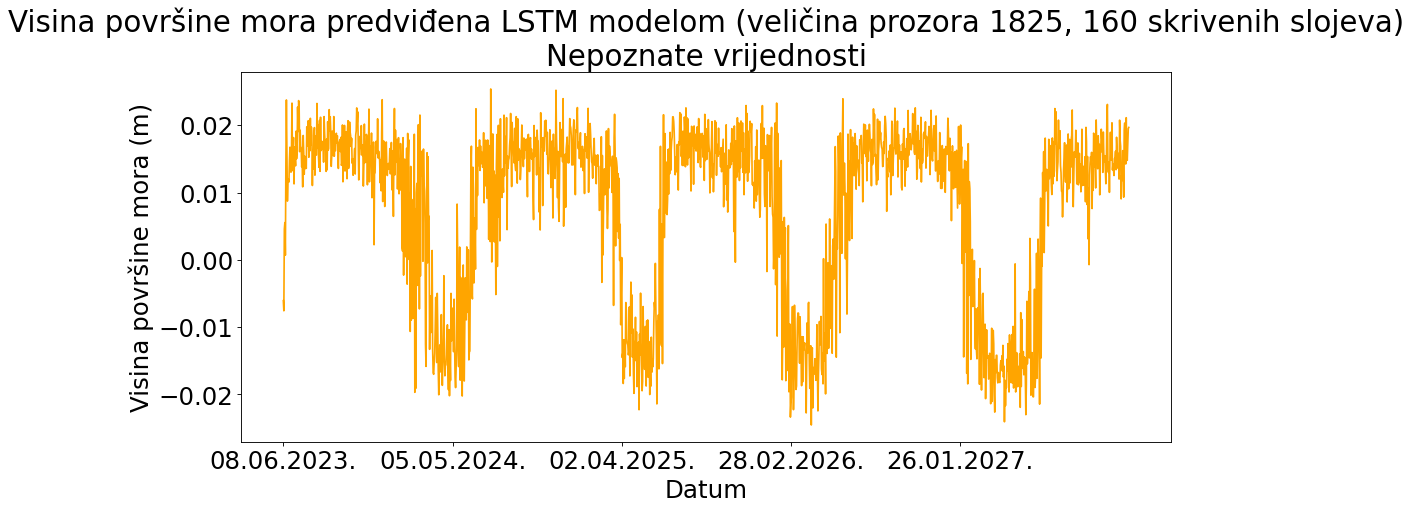 Visina površine mora predviđena LSTM modelom (veličina prozora 1825, 160 skrivenih slojeva)
Nepoznate vrijednosti
Visina površine mora (m)
0.02
0.01
0.00
−0.01
−0.02
08.06.2023. 05.05.2024. 02.04.2025. 28.02.2026. 26.01.2027.
Datum